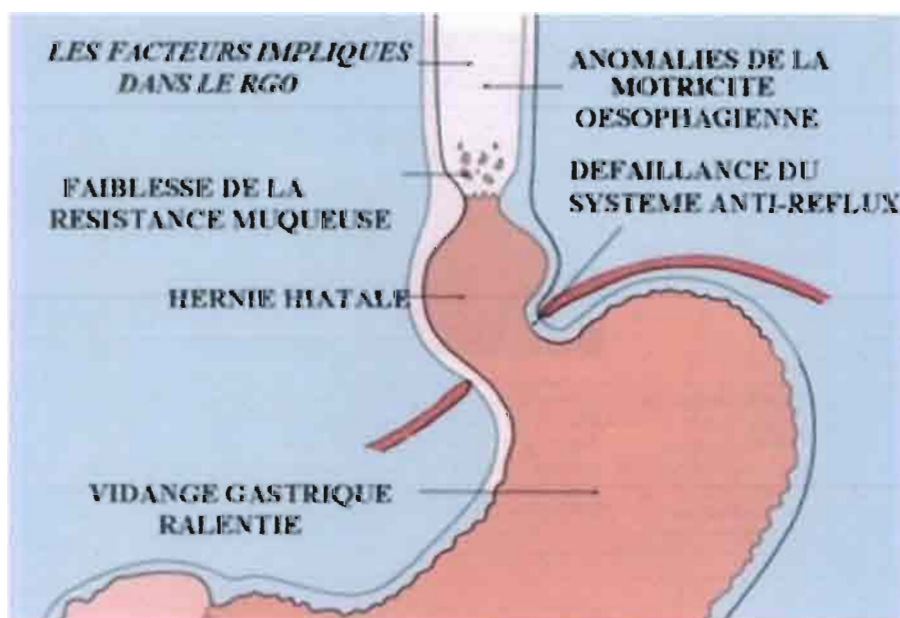 LES FACTEURS IMPLIQUES
DANS LE RGO
ANOMALIES DE LA
MOTRICITE
OESOPHAGIENNE
FAIBLESSE DE LA
RESISTANCE MUQUEUSE
DEFAILLANCE DU
SYSTEME ANTI-REFLUX
HERNIE HIATALE
VIDANGE GASTRIQUE
RALENTIE